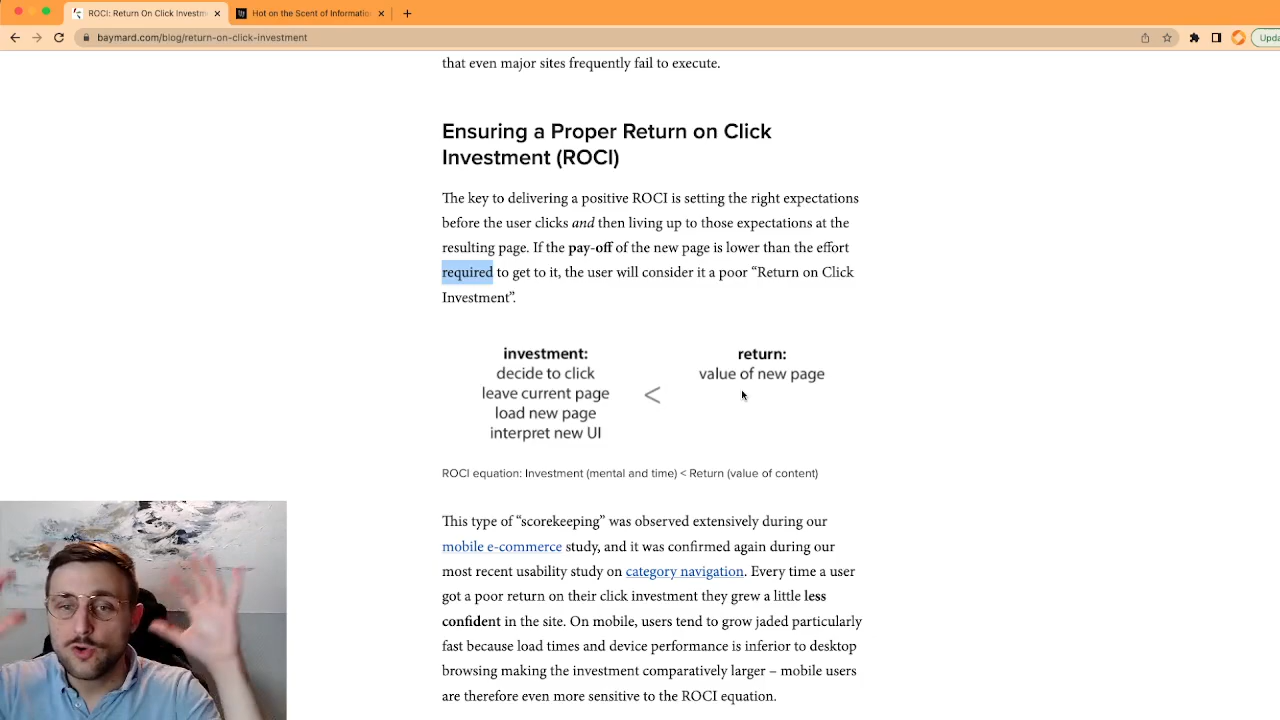 ROCI: Return On Click Investm
Hot on the Scent of Informatio
baymard.com/blog/return-on-click-investment
Upda
that even major sites frequently fail to execute.
Ensuring a Proper Return on Click
Investment (ROCI)
The key to delivering a positive ROCI is setting the right expectations
before the user clicks and then living up to those expectations at the
resulting page. If the pay-off of the new page is lower than the effort
required to get to it, the user will consider it a poor “Return on Click
Investment”.
investment:
decide to click
leave current page
load new page
interpret new UI
<
return:
value of new page
ROCI equation: Investment (mental and time) < Return (value of content)
This type of “scorekeeping” was observed extensively during our
mobile e-commerce study, and it was confirmed again during our
most recent usability study on category navigation. Every time a user
got a poor return on their click investment they grew a little less
confident in the site. On mobile, users tend to grow jaded particularly
fast because load times and device performance is inferior to desktop
browsing making the investment comparatively larger – mobile users
are therefore even more sensitive to the ROCI equation.